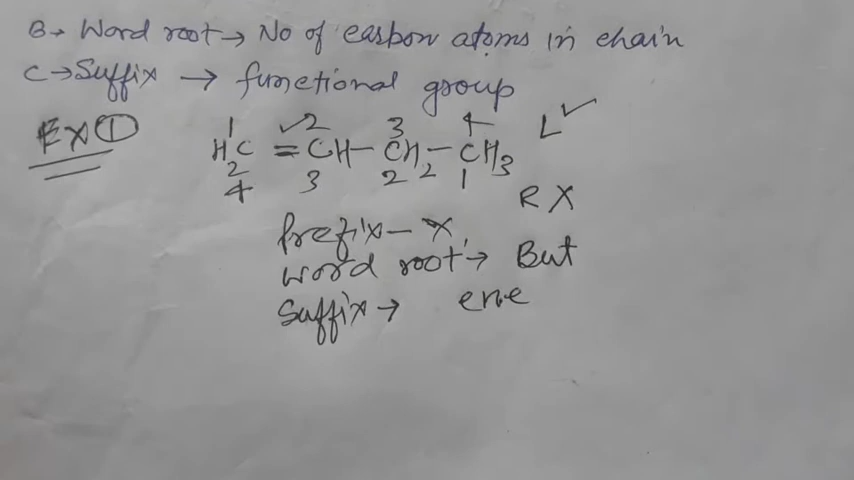 B→ Word root → No of carbon atoms in chain
C→ Suffix → functional group
EX ①
1 ✓2 3 4 L ✓
H₂C = CH – CH₂ – CH₃
4 3 2 1 R X
Prefix – X
word root → But
Suffix → ene